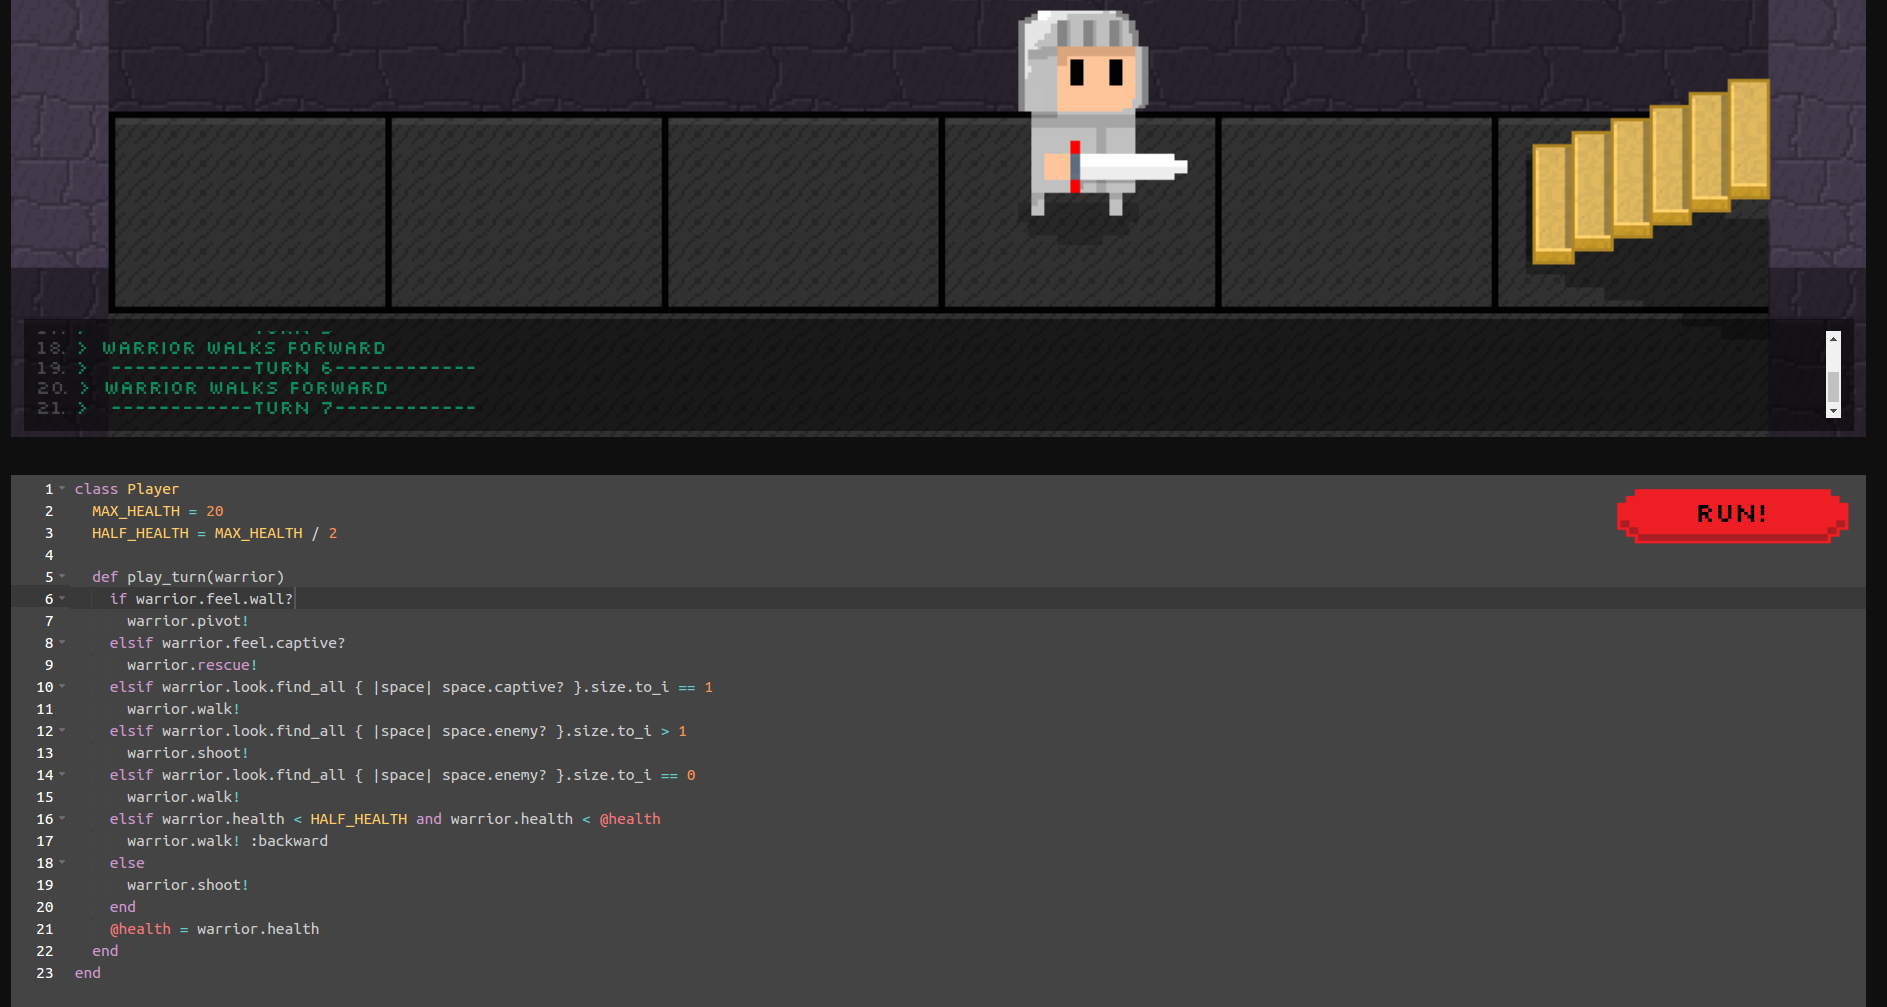 18. > WARRIOR WALKS FORWARD
19. > ------------TURN 6------------
20. > WARRIOR WALKS FORWARD
21. > ------------TURN 7------------
RUN!
1 class Player
2 MAX_HEALTH = 20
3 HALF_HEALTH = MAX_HEALTH / 2
4
5 def play_turn(warrior)
6 if warrior.feel.wall?
7 warrior.pivot!
8 elsif warrior.feel.captive?
9 warrior.rescue!
10 elsif warrior.look.find_all { |space| space.captive? }.size.to_i == 1
11 warrior.walk!
12 elsif warrior.look.find_all { |space| space.enemy? }.size.to_i > 1
13 warrior.shoot!
14 elsif warrior.look.find_all { |space| space.enemy? }.size.to_i == 0
15 warrior.walk!
16 elsif warrior.health < HALF_HEALTH and warrior.health < @health
17 warrior.walk! :backward
18 else
19 warrior.shoot!
20 end
21 @health = warrior.health
22 end
23 end